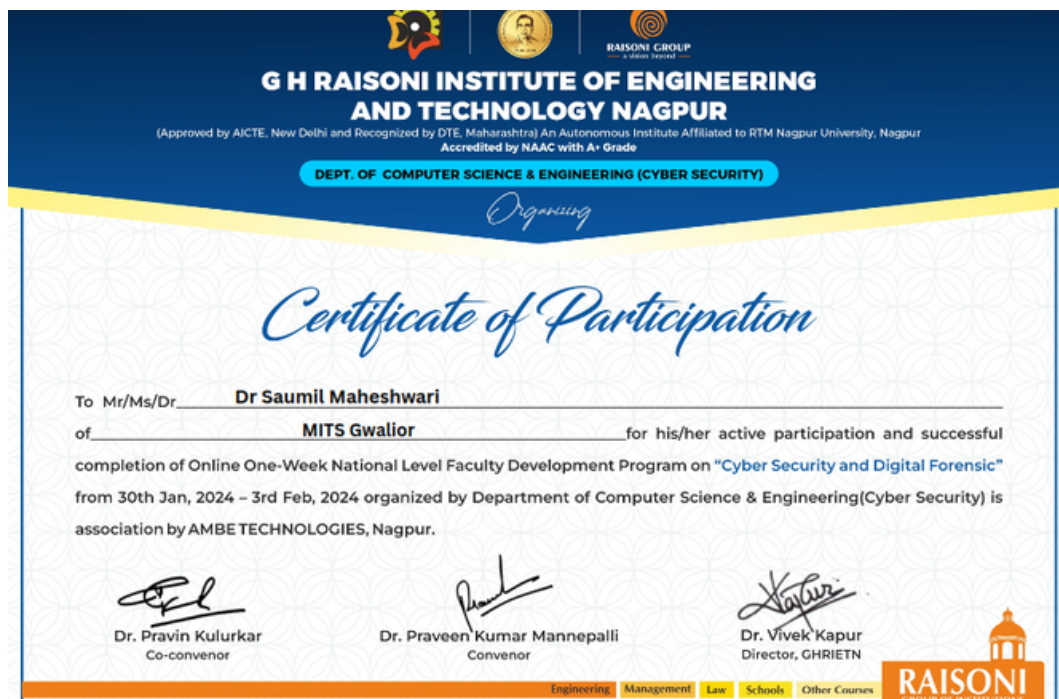 RAISONI GROUP
a vision beyond
G H RAISONI INSTITUTE OF ENGINEERING
AND TECHNOLOGY NAGPUR
(Approved by AICTE, New Delhi and Recognized by DTE, Maharashtra) An Autonomous Institute Affiliated to RTM Nagpur University, Nagpur
Accredited by NAAC with A+ Grade
DEPT. OF COMPUTER SCIENCE & ENGINEERING (CYBER SECURITY)
Organizing
Certificate of Participation
To Mr/Ms/Dr Dr Saumil Maheshwari
of MITS Gwalior for his/her active participation and successful
completion of Online One-Week National Level Faculty Development Program on “Cyber Security and Digital Forensic”
from 30th Jan, 2024 – 3rd Feb, 2024 organized by Department of Computer Science & Engineering(Cyber Security) is
association by AMBE TECHNOLOGIES, Nagpur.
Dr. Pravin Kulurkar
Co-convenor
Dr. Praveen Kumar Mannepalli
Convenor
Dr. Vivek Kapur
Director, GHRIETN
Engineering Management Law Schools Other Courses
RAISONI